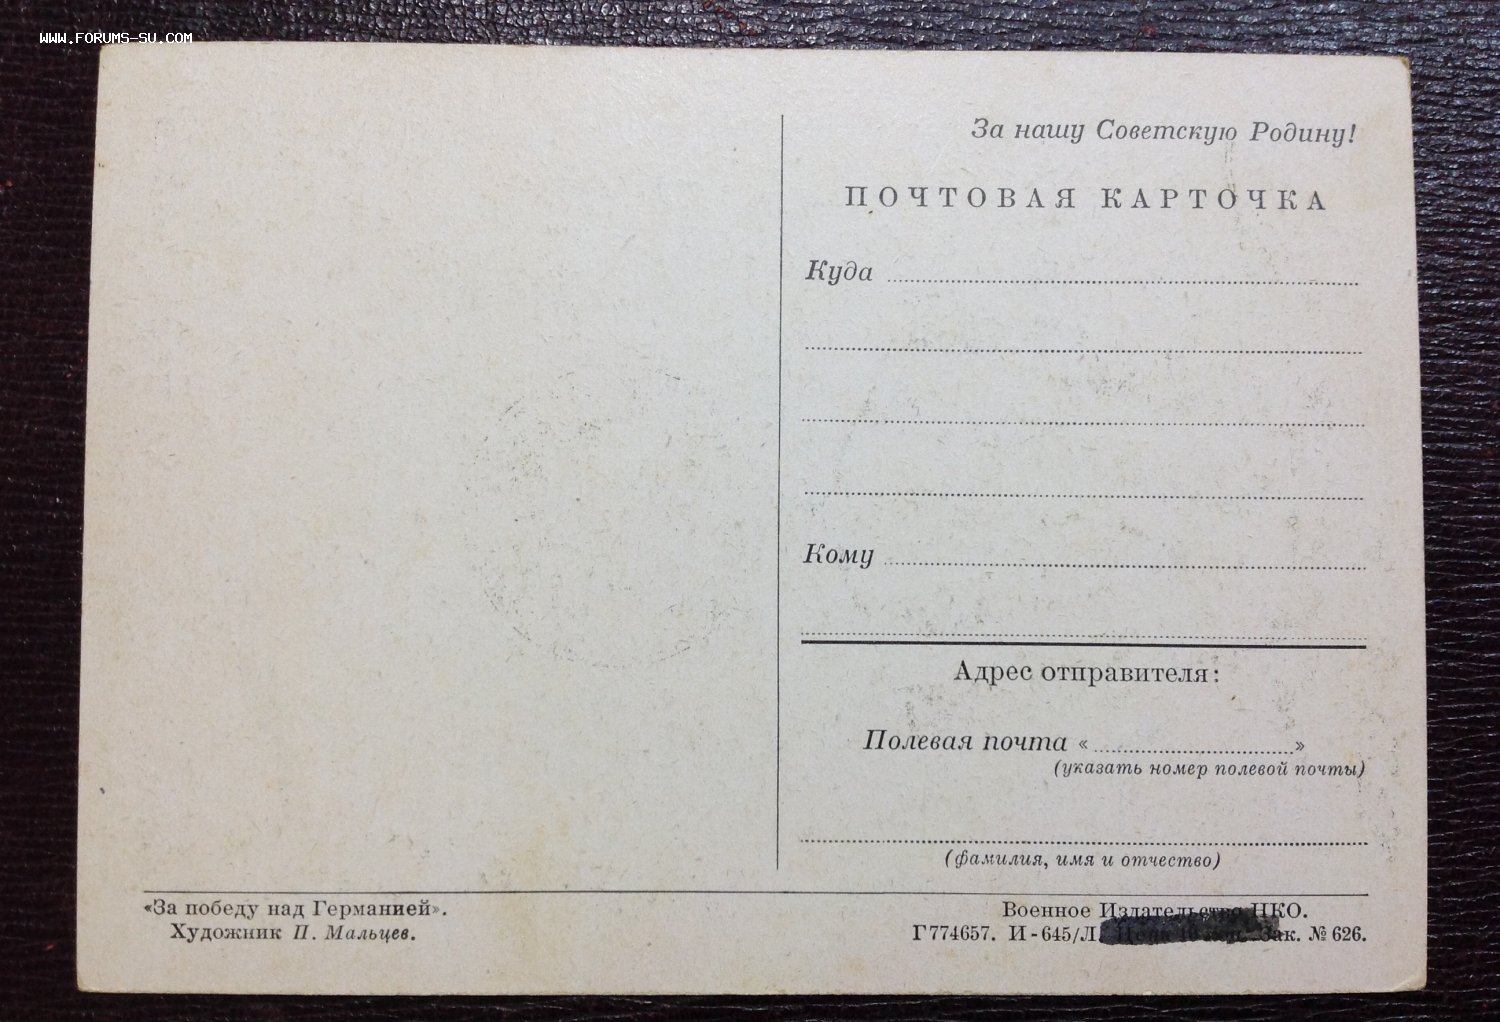 WWW.FORUMS-SU.COM
За нашу Советскую Родину!
ПОЧТОВАЯ КАРТОЧКА
Куда
Кому
Адрес отправителя:
Полевая почта « »
(указать номер полевой почты)
(фамилия, имя и отчество)
«За победу над Германией».
Художник П. Мальцев.
Военное Издательство НКО.
Г774657. И-645/Л. Цена Зак. № 626.